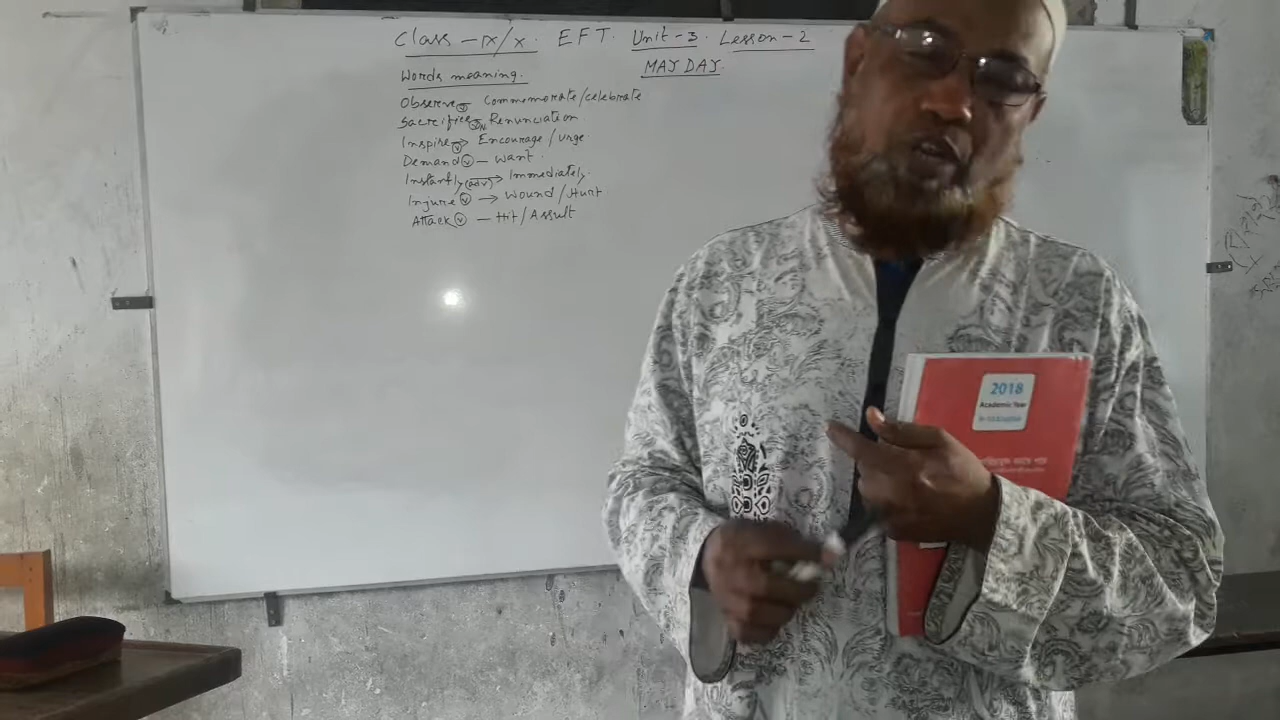 Class - IX/X. EFT. Unit-3. Lesson-2
MAY DAY.
Words meaning.
Observe (v) Commomorate/celebrate
Sacrifice Renunciation
Inspire (v) Encourage/Urge
Demand (v) - want.
Instantly (adv) → Immediately.
Injure (v) → Wound/Hurt
Attack (v) - Hit/Assult
2018
Academic Year